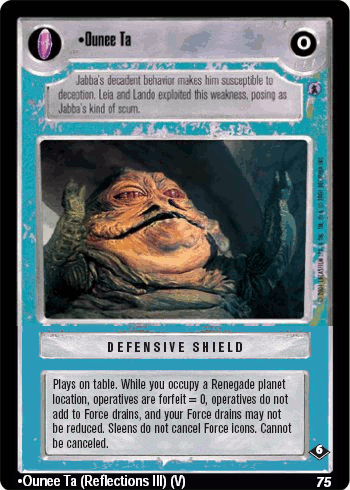 •Ounee Ta
O
Jabba's decadent behavior makes him susceptible to
deception. Leia and Lando exploited this weakness, posing as
Jabba's kind of scum.
DEFENSIVE SHIELD
Plays on table. While you occupy a Renegade planet
location, operatives are forfeit = 0, operatives do
not add to Force drains, and your Force drains may
not be reduced. Sleens do not cancel Force icons. Cannot
be canceled.
6
•Ounee Ta (Reflections III) (V)
75